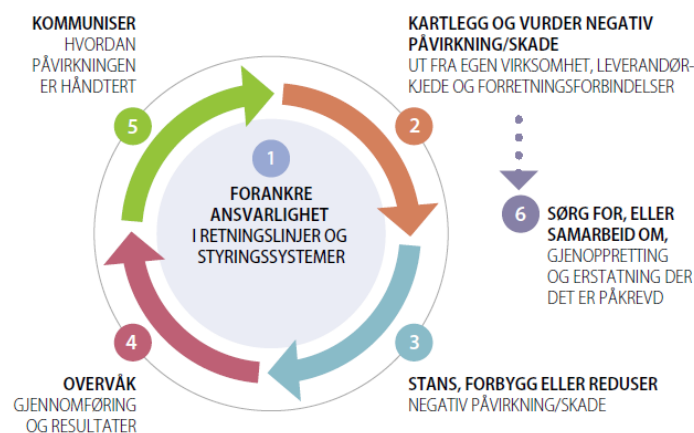 1
FORANKRE
ANSVARLIGHET
I RETNINGSLINJER OG
STYRINGSSYSTEMER
2
KARTLEGG OG VURDER NEGATIV
PÅVIRKNING/SKADE
UT FRA EGEN VIRKSOMHET, LEVERANDØR-
KJEDE OG FORRETNINGSFORBINDELSER
3
STANS, FORBYGG ELLER REDUSER
NEGATIV PÅVIRKNING/SKADE
4
OVERVÅK
GJENNOMFØRING
OG RESULTATER
5
KOMMUNISER
HVORDAN
PÅVIRKNINGEN
ER HÅNDTERT
6
SØRG FOR, ELLER
SAMARBEID OM,
GJENOPPRETTING
OG ERSTATNING DER
DET ER PÅKREVD